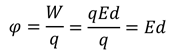 φ = W/q = qEd/q = Ed